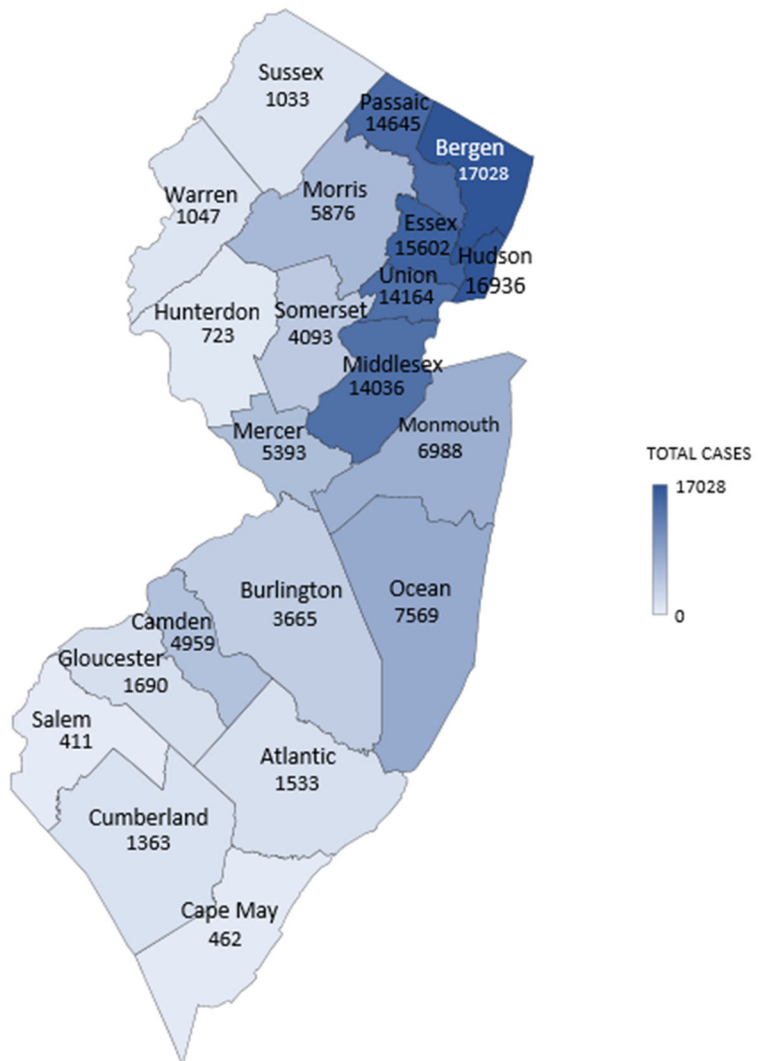 Sussex
1033
Passaic
14645
Bergen
17028
Warren
1047
Morris
5876
Essex
15602
Hudson
16936
Union
14164
Hunterdon
723
Somerset
4093
Middlesex
14036
Mercer
5393
Monmouth
6988
TOTAL CASES
17028
0
Burlington
3665
Ocean
7569
Camden
4959
Gloucester
1690
Salem
411
Atlantic
1533
Cumberland
1363
Cape May
462